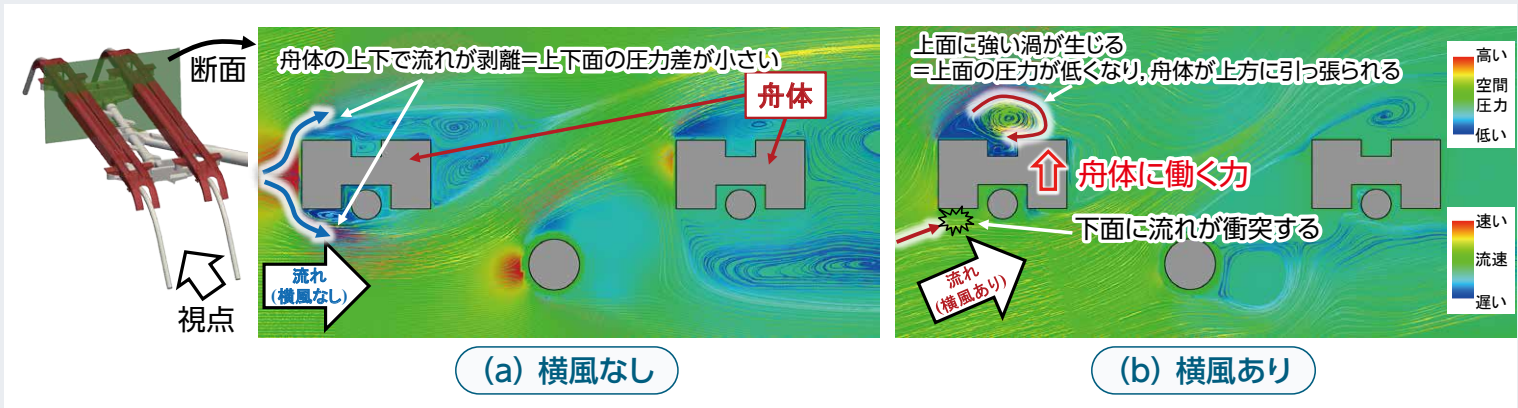 断面
視点
舟体の上下で流れが剥離=上下面の圧力差が小さい
舟体
流れ
(横風なし)
(a) 横風なし
上面に強い渦が生じる
=上面の圧力が低くなり, 舟体が上方に引っ張られる
舟体に働く力
下面に流れが衝突する
流れ
(横風あり)
高い
空間
圧力
低い
速い
流速
遅い
(b) 横風あり